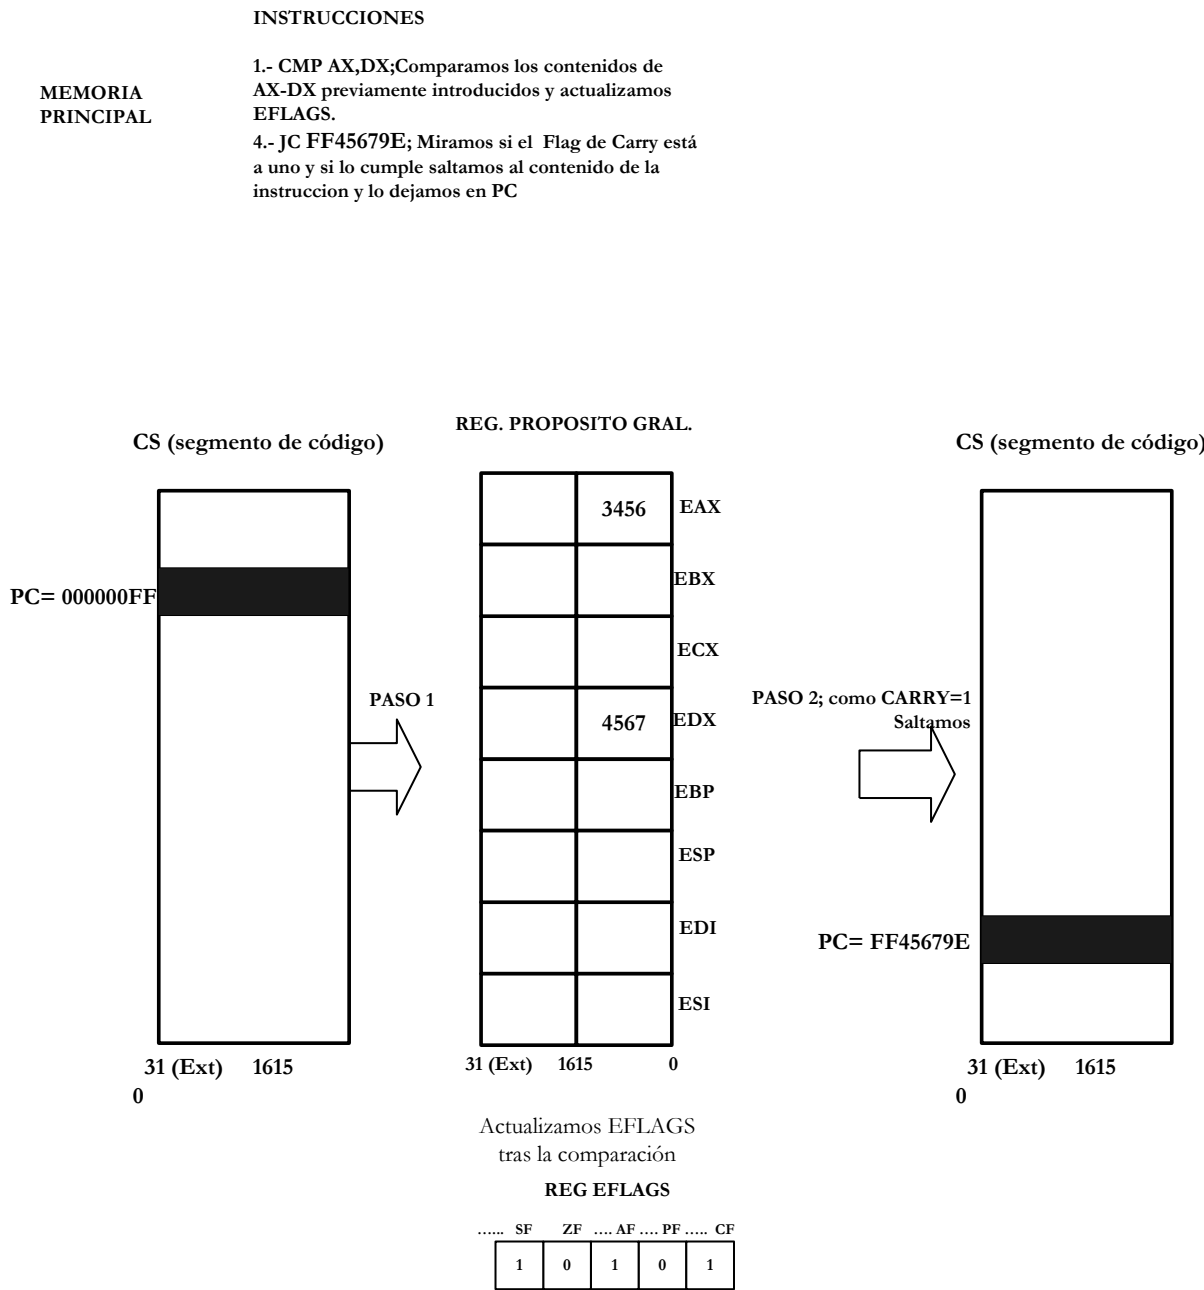 INSTRUCCIONES
1.- CMP AX,DX;Comparamos los contenidos de
AX-DX previamente introducidos y actualizamos
EFLAGS.
4.- JC FF45679E; Miramos si el Flag de Carry está
a uno y si lo cumple saltamos al contenido de la
instruccion y lo dejamos en PC
MEMORIA
PRINCIPAL
CS (segmento de código)
PC= 000000FF
31 (Ext) 1615
0
PASO 1
REG. PROPOSITO GRAL.
3456 EAX
EBX
ECX
4567 EDX
EBP
ESP
EDI
ESI
31 (Ext) 1615 0
PASO 2; como CARRY=1
Saltamos
CS (segmento de código)
PC= FF45679E
31 (Ext) 1615
0
Actualizamos EFLAGS
tras la comparación
REG EFLAGS
…... SF ZF …. AF …. PF ….. CF
1 0 1 0 1